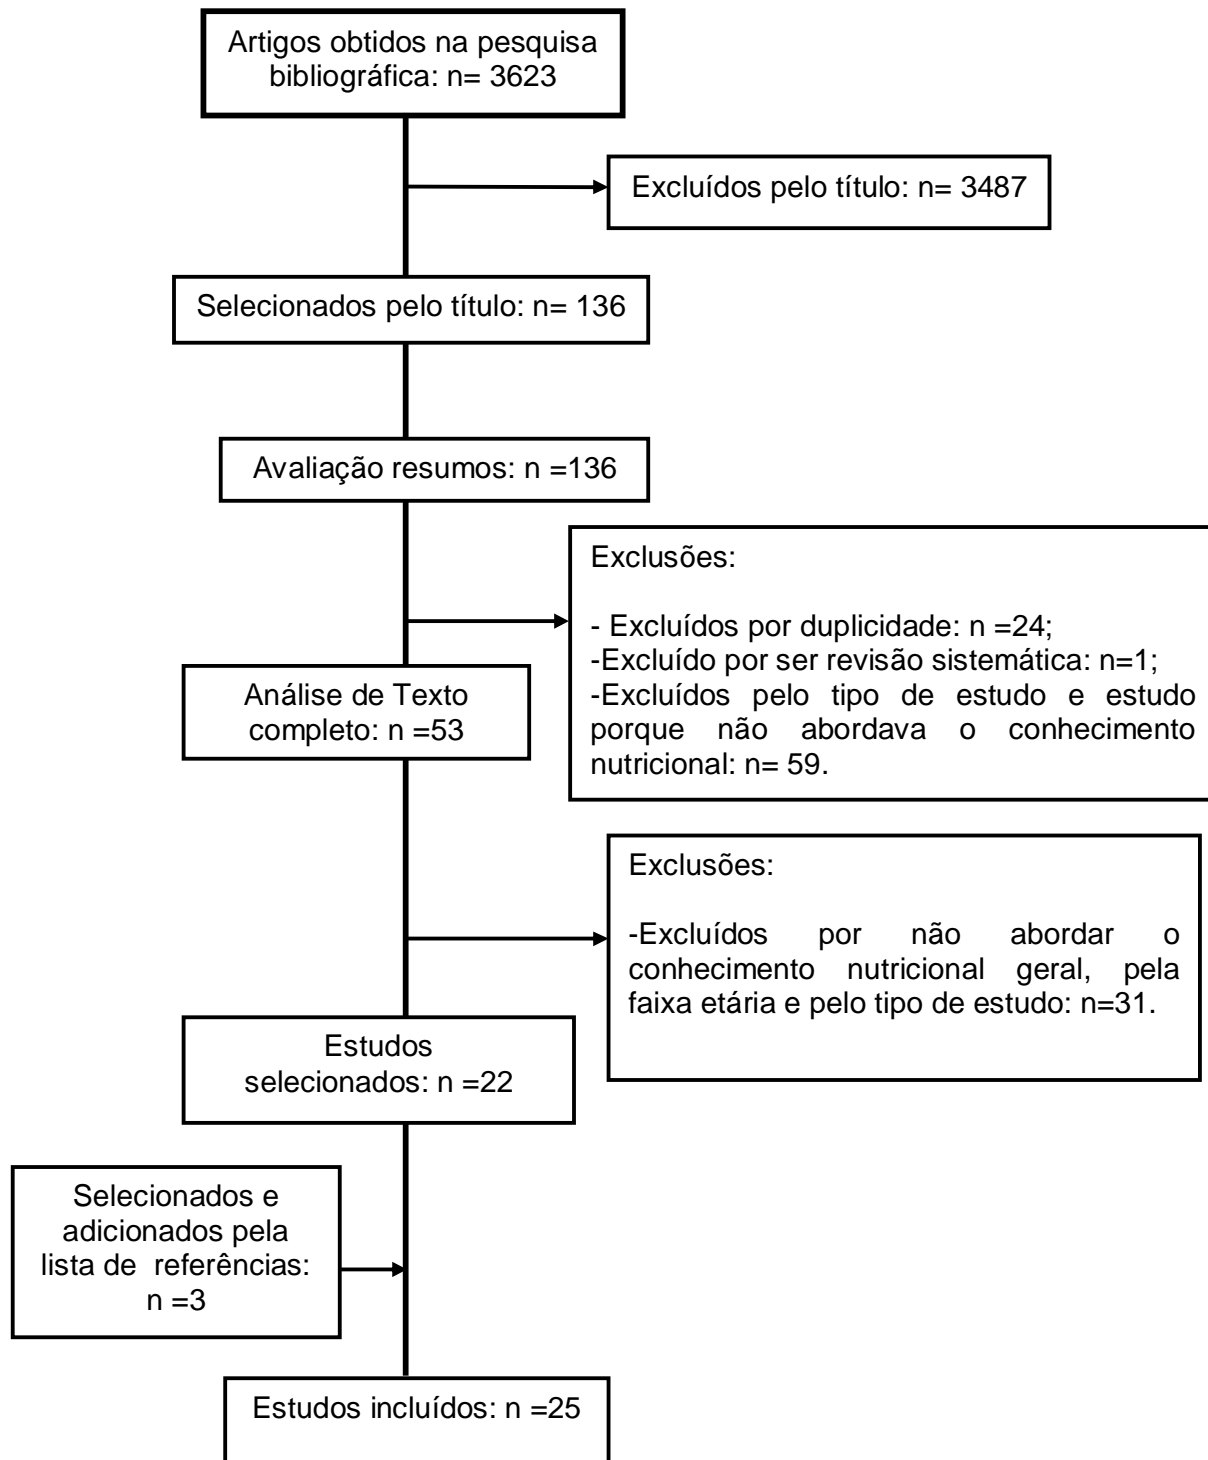 Artigos obtidos na pesquisa
bibliográfica: n= 3623
Excluídos pelo título: n= 3487
Selecionados pelo título: n= 136
Avaliação resumos: n =136
Exclusões:
- Excluídos por duplicidade: n =24;
-Excluído por ser revisão sistemática: n=1;
-Excluídos pelo tipo de estudo e estudo
porque não abordava o conhecimento
nutricional: n= 59.
Análise de Texto
completo: n =53
Exclusões:
-Excluídos por não abordar o
conhecimento nutricional geral, pela
faixa etária e pelo tipo de estudo: n=31.
Estudos
selecionados: n =22
Selecionados e
adicionados pela
lista de referências:
n =3
Estudos incluídos: n =25